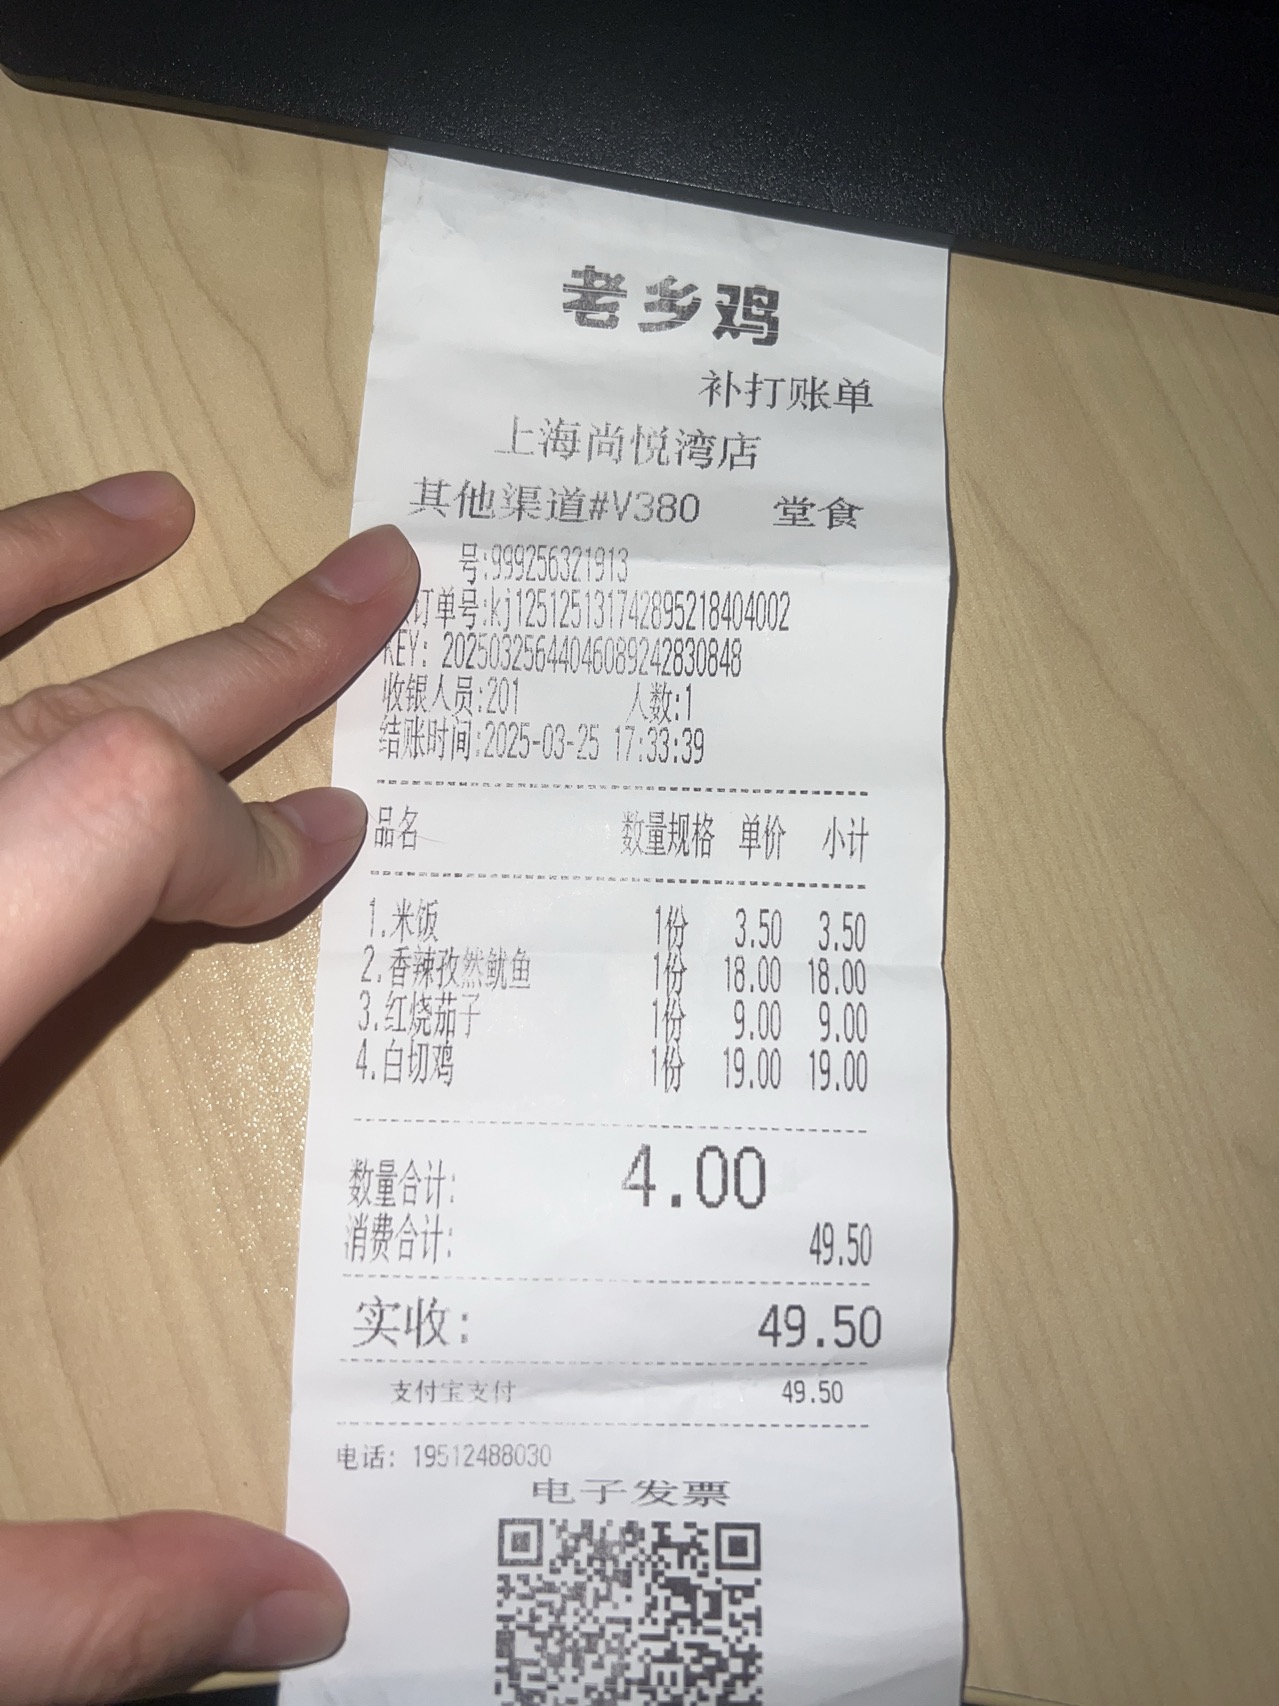 老乡鸡
补打账单
上海尚悦湾店
其他渠道#V380 堂食
号:999256321913
订单号:kj12512513174289521840​4002
KEY: 2025032564404608924283​0848
收银人员:201 人数:1
结账时间:2025-03-25 17:33:39
品名 数量规格 单价 小计
1.米饭 1份 3.50 3.50
2.香辣孜然鱿鱼 1份 18.00 18.00
3.红烧茄子 1份 9.00 9.00
4.白切鸡 1份 19.00 19.00
数量合计: 4.00
消费合计: 49.50
实收: 49.50
支付宝支付 49.50
电话: 19512488030
电子发票